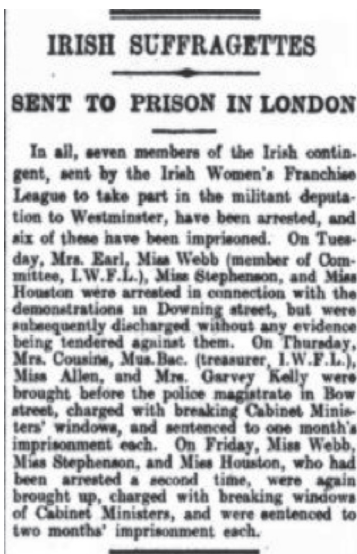 IRISH SUFFRAGETTES
SENT TO PRISON IN LONDON
In all, seven members of the Irish contin-
gent, sent by the Irish Women's Franchise
League to take part in the militant deputa-
tion to Westminster, have been arrested, and
six of these have been imprisoned. On Tues-
day, Mrs. Earl, Miss Webb (member of Com-
mittee, I.W.F.L.), Miss Stephenson, and Miss
Houston were arrested in connection with the
demonstrations in Downing street, but were
subsequently discharged without any evidence
being tendered against them. On Thursday,
Mrs. Cousins, Mus.Bac. (treasurer, I.W.F.L.),
Miss Allen, and Mrs. Garvey Kelly were
brought before the police magistrate in Bow
street, charged with breaking Cabinet Minis-
ters' windows, and sentenced to one month's
imprisonment each. On Friday, Miss Webb,
Miss Stephenson, and Miss Houston, who had
been arrested a second time, were again
brought up, charged with breaking windows
of Cabinet Ministers, and were sentenced to
two months' imprisonment each.